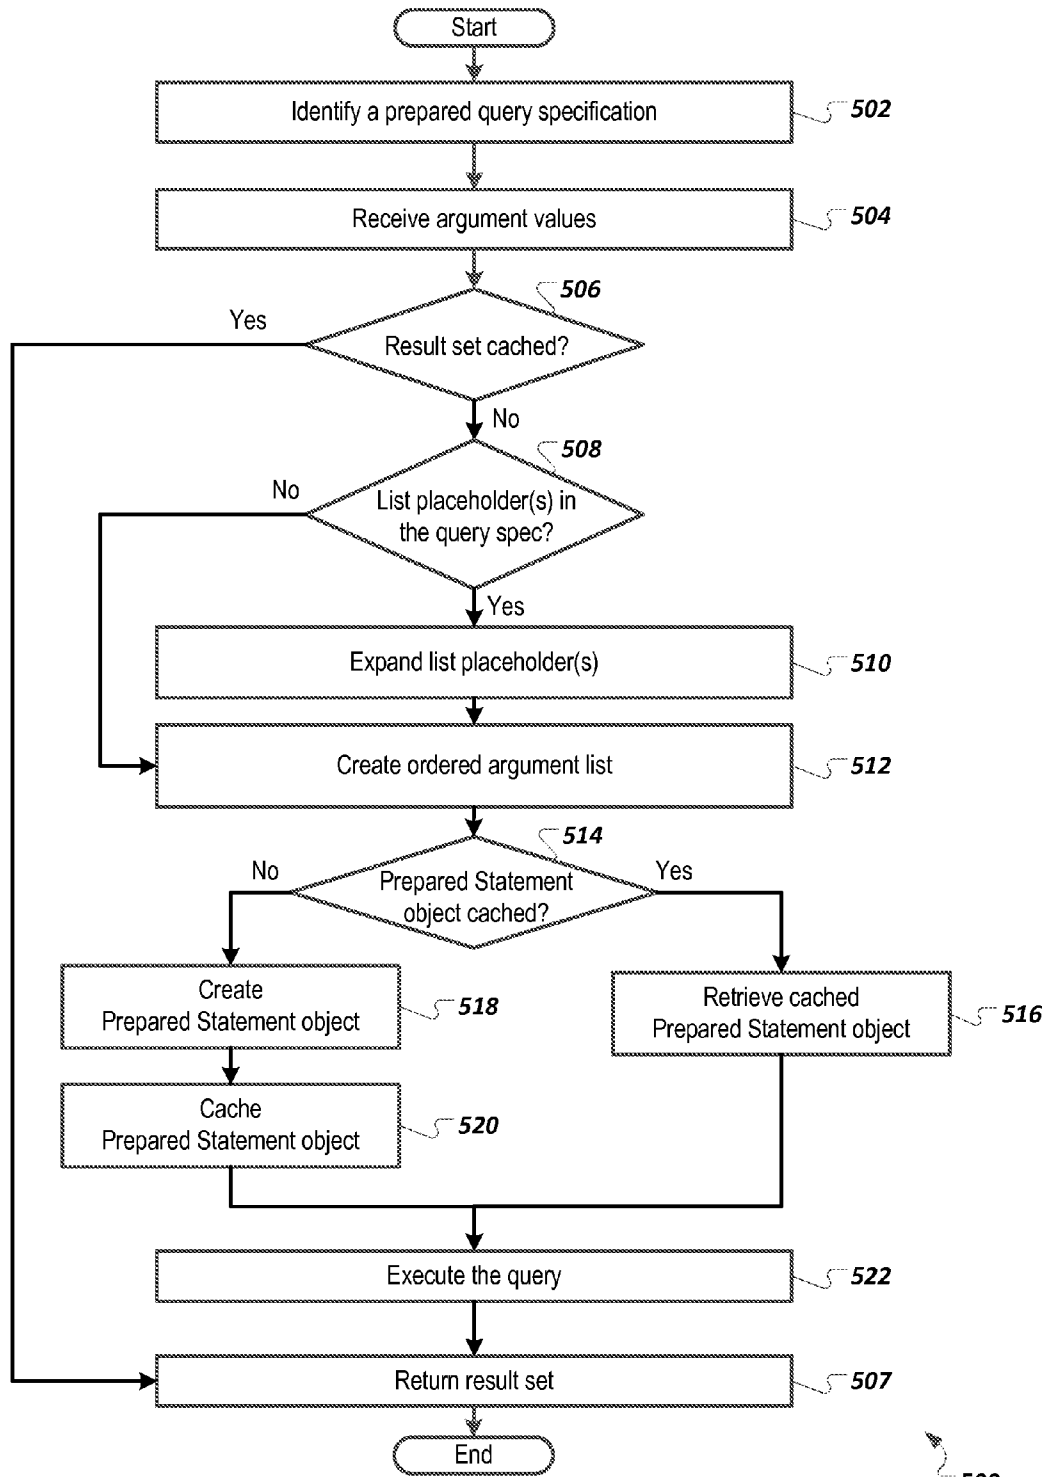 Start
Identify a prepared query specification
502
Receive argument values
504
506
Yes
Result set cached?
No
508
No
List placeholder(s) in
the query spec?
Yes
Expand list placeholder(s)
510
Create ordered argument list
512
514
No
Yes
Prepared Statement
object cached?
Create
Prepared Statement object
518
Retrieve cached
Prepared Statement object
516
Cache
Prepared Statement object
520
Execute the query
522
Return result set
507
End